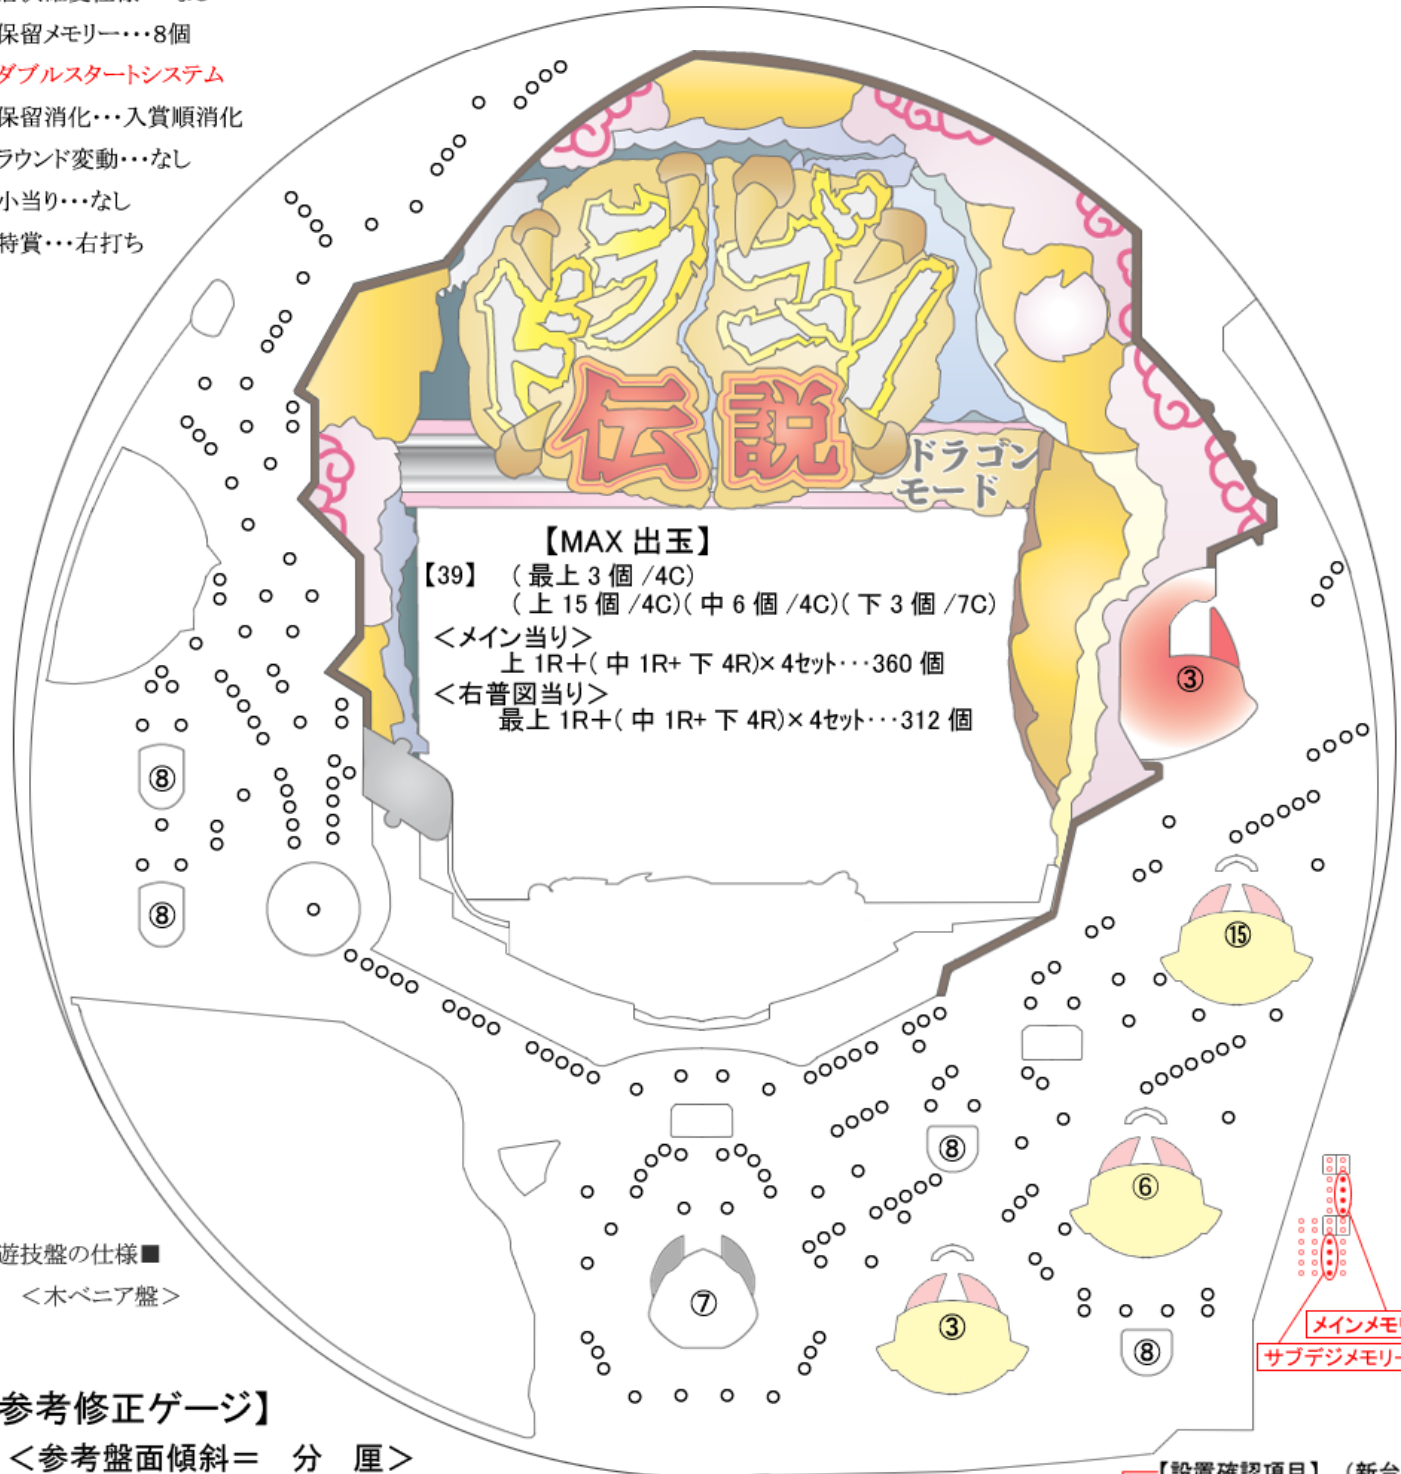 保留メモリー･･･8個
ダブルスタートシステム
保留消化･･･入賞順消化
ラウンド変動･･･なし
小当り･･･なし
特賞･･･右打ち
ドラゴン
伝説
ドラゴン
モード
【MAX 出玉】
【39】 （最上 3 個 /4C)
（上 15 個 /4C)(中 6 個 /4C)(下 3 個 /7C)
＜メイン当り＞
上 1R＋( 中 1R+ 下 4R)× 4ｾｯﾄ･･･360 個
＜右普図当り＞
最上 1R＋( 中 1R+ 下 4R)× 4ｾｯﾄ･･･312 個
③
⑧
⑧
⑮
⑧
⑥
⑦
③
⑧
遊技盤の仕様■
＜木ベニア盤＞
メインメモ
サブデジメモリー
参考修正ゲージ】
＜参考盤面傾斜＝ 分 厘＞
【設置確認項目】（新台